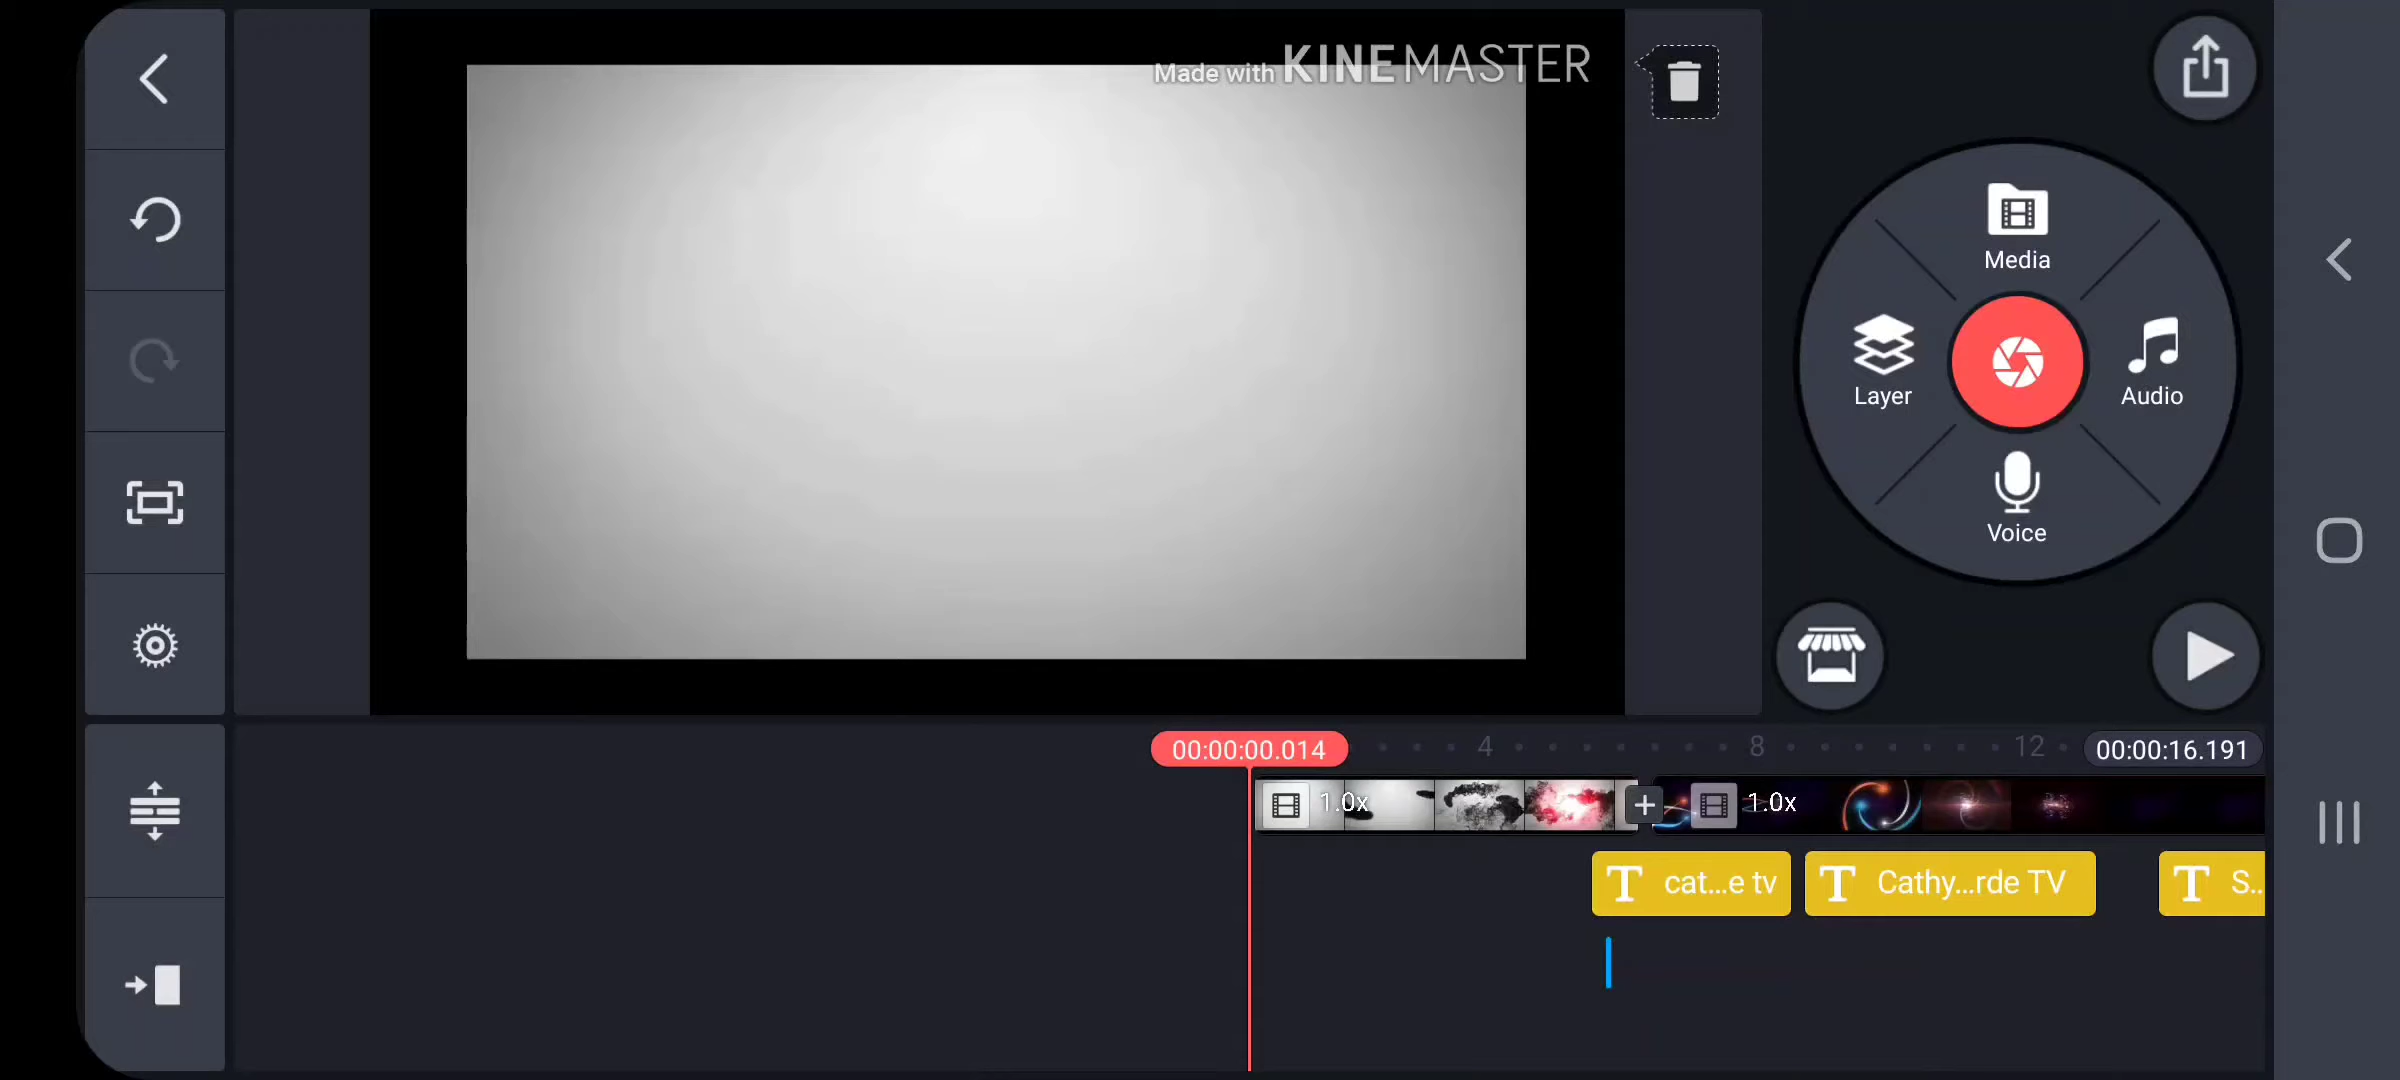 Made with KINEMASTER
Media
Layer
Audio
Voice
00:00:00.014
4
8
12
00:00:16.191
1.0x
1.0x
T cat...e tv
T Cathy...rde TV
T S..